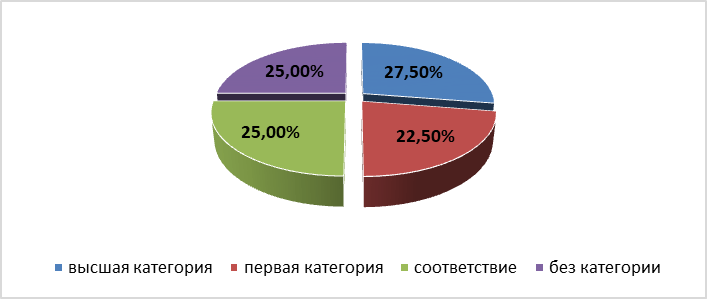 25,00% 27,50%
25,00% 22,50%
высшая категория первая категория соответствие без категории